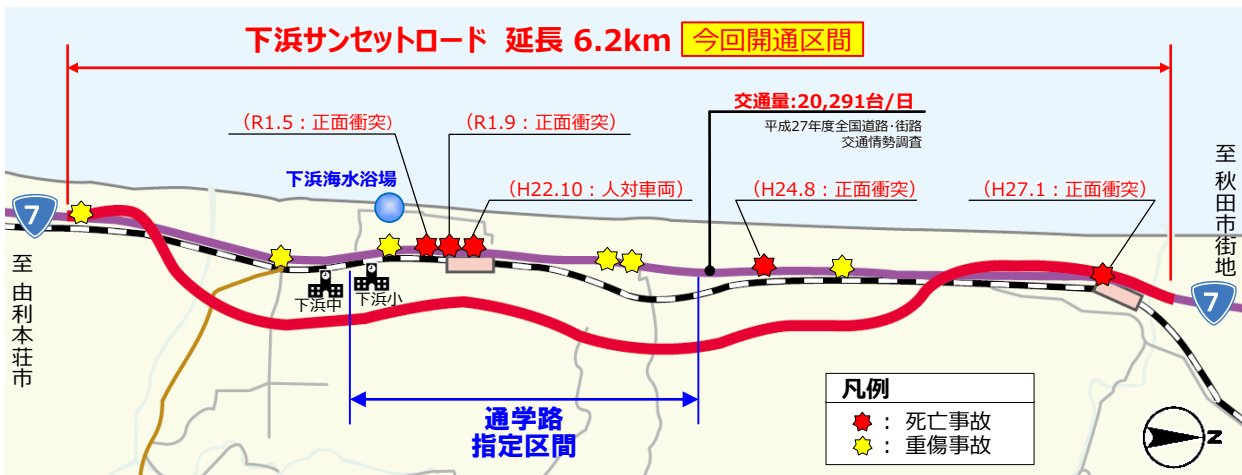 下浜サンセットロード 延長 6.2km 今回開通区間
交通量:20,291台/日
平成27年度全国道路・街路
交通情勢調査
(R1.5:正面衝突)
(R1.9:正面衝突)
下浜海水浴場
(H22.10:人対車両)
(H24.8:正面衝突)
(H27.1:正面衝突)
至秋田市街地
7
至由利本荘市
下浜中
下浜小
7
通学路
指定区間
凡例
: 死亡事故
: 重傷事故
N